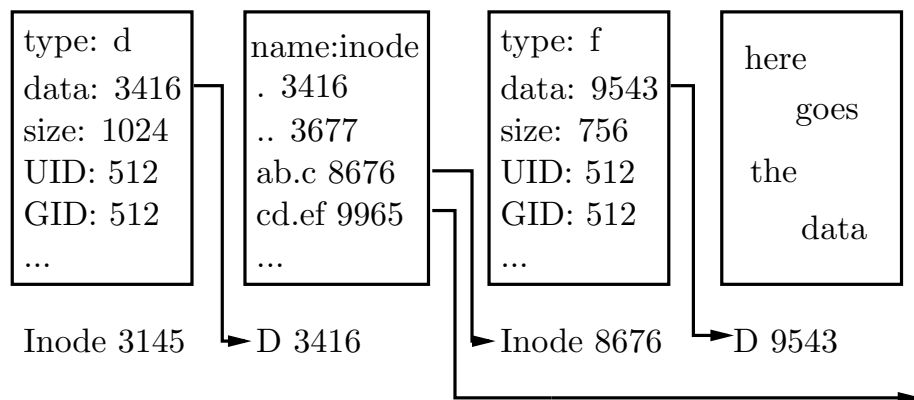 type: d
data: 3416
size: 1024
UID: 512
GID: 512
...
Inode 3145
name:inode
. 3416
.. 3677
ab.c 8676
cd.ef 9965
...
D 3416
type: f
data: 9543
size: 756
UID: 512
GID: 512
...
Inode 8676
here
goes
the
data
D 9543